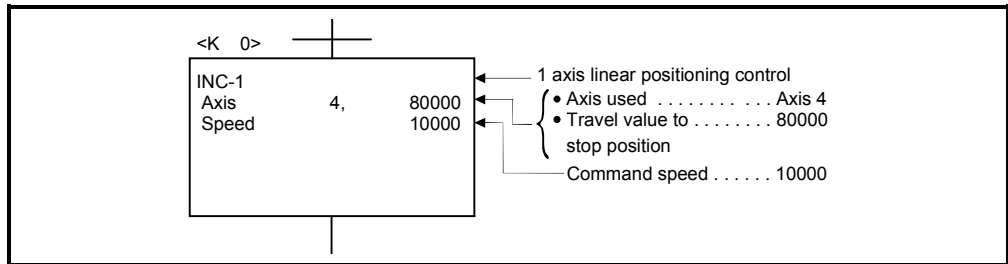 <K 0>
INC-1
Axis 4, 80000
Speed 10000
1 axis linear positioning control
• Axis used . . . . . . . . . . . Axis 4
• Travel value to . . . . . . . . 80000
stop position
Command speed . . . . . . 10000